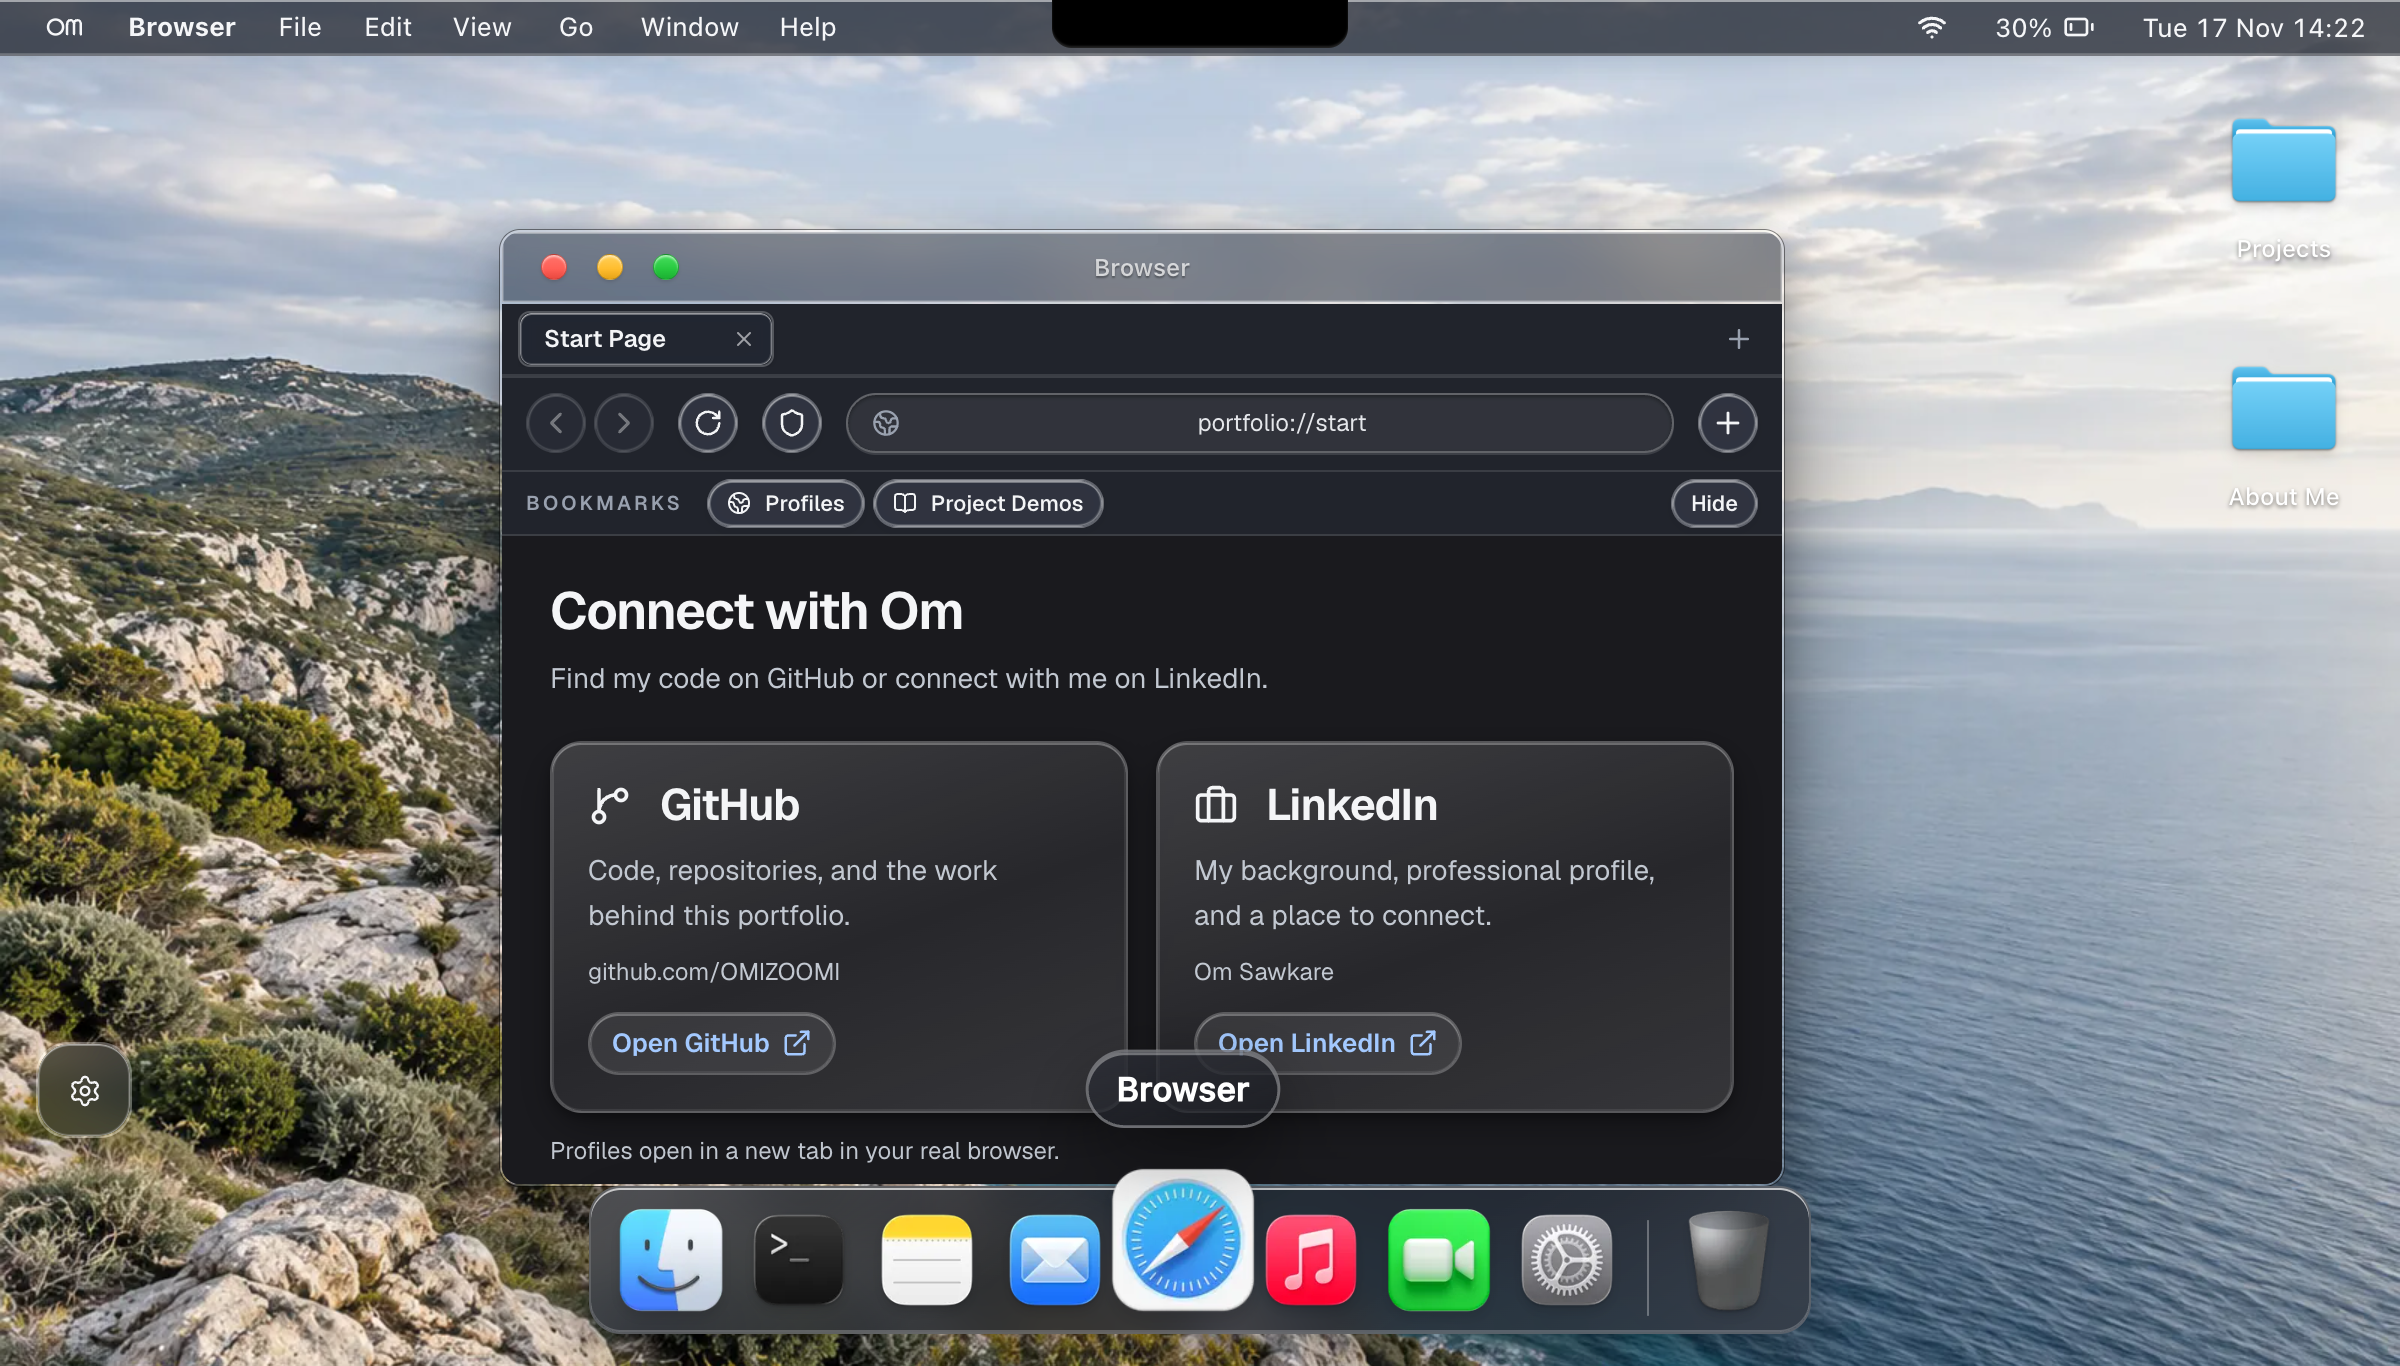 Om Browser File Edit View Go Window Help 30% Tue 17 Nov 14:22
Projects
About Me
Browser
Start Page
portfolio://start
BOOKMARKS Profiles Project Demos Hide
Connect with Om
Find my code on GitHub or connect with me on LinkedIn.
GitHub
Code, repositories, and the work
behind this portfolio.
github.com/OMIZOOMI
Open GitHub
LinkedIn
My background, professional profile,
and a place to connect.
Om Sawkare
Open LinkedIn
Browser
Profiles open in a new tab in your real browser.
>_